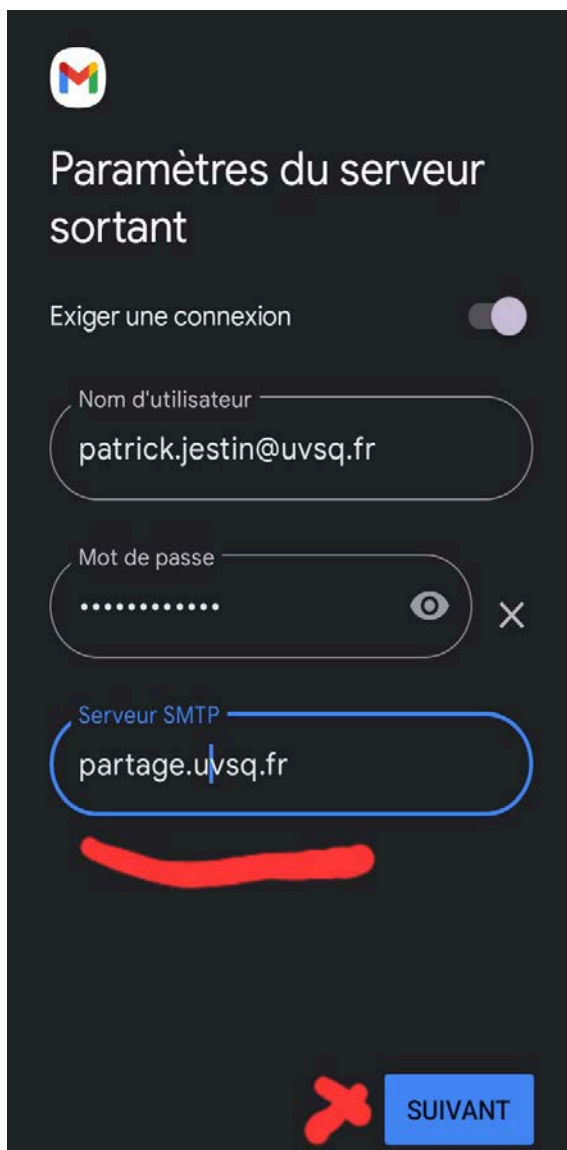 Paramètres du serveur
sortant
Exiger une connexion
Nom d'utilisateur
patrick.jestin@uvsq.fr
Mot de passe
••••••••••••
Serveur SMTP
partage.uvsq.fr
SUIVANT